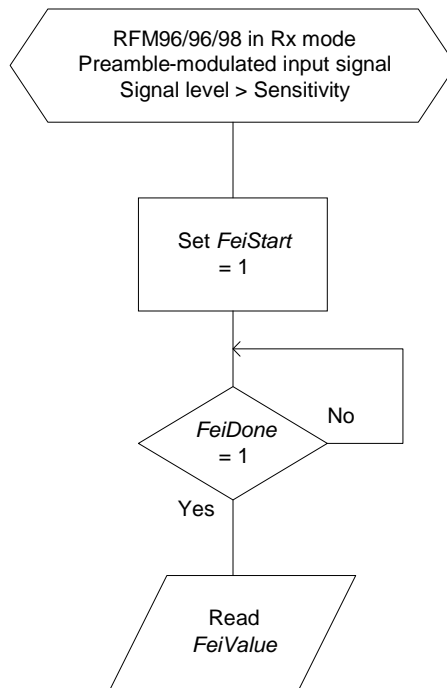 RFM96/96/98 in Rx mode
Preamble-modulated input signal
Signal level > Sensitivity
Set FeiStart
= 1
No
FeiDone
= 1
Yes
Read
FeiValue